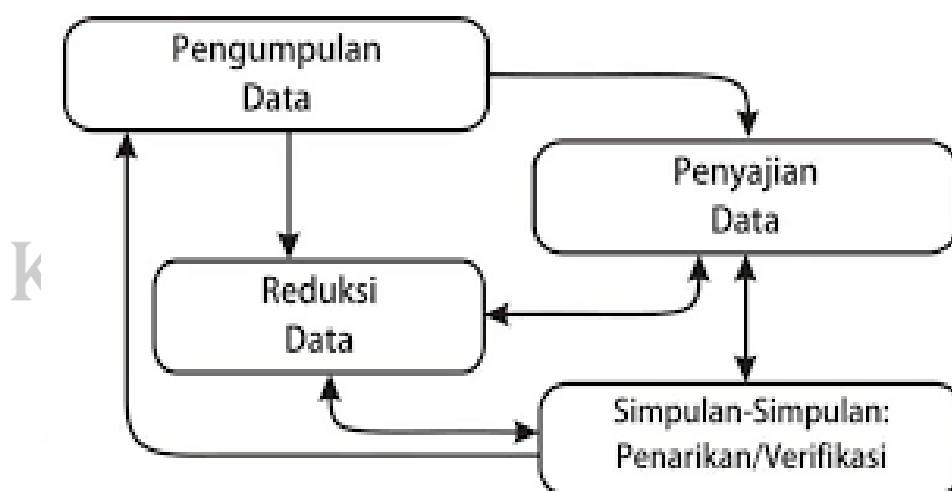 Pengumpulan
Data
Penyajian
Data
K
Reduksi
Data
Simpulan-Simpulan:
Penarikan/Verifikasi